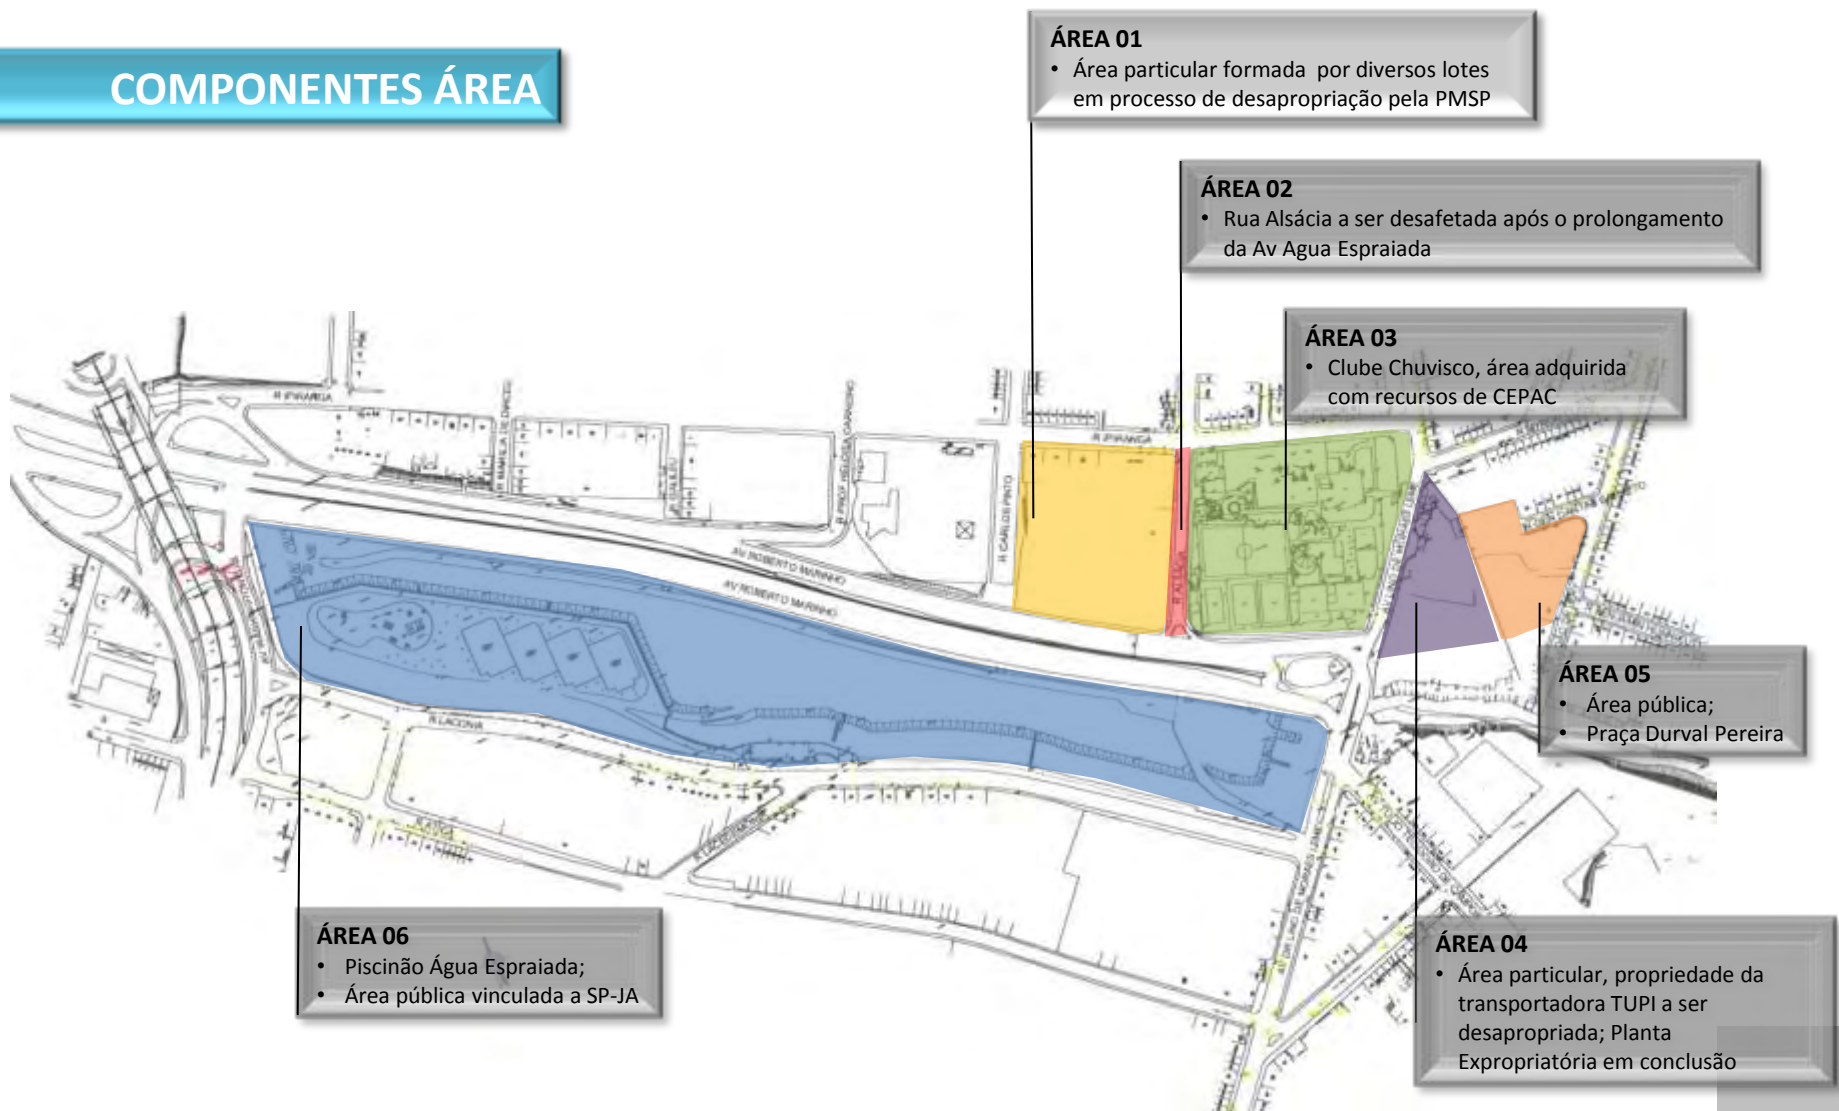 COMPONENTES ÁREA
ÁREA 01
• Área particular formada por diversos lotes
em processo de desapropriação pela PMSP
ÁREA 02
• Rua Alsácia a ser desafetada após o prolongamento
da Av Agua Espraiada
ÁREA 03
• Clube Chuvisco, área adquirida
com recursos de CEPAC
R IPIRANGA
R IPIRANGA
R CARLOS PINTO
AV ROBERTO MARINHO
AV ROBERTO MARINHO
R ALSACIA
R LACONIA
R ATICA
ÁREA 05
• Área pública;
• Praça Durval Pereira
ÁREA 06
• Piscinão Água Espraiada;
• Área pública vinculada a SP-JA
ÁREA 04
• Área particular, propriedade da
transportadora TUPI a ser
desapropriada; Planta
Expropriatória em conclusão